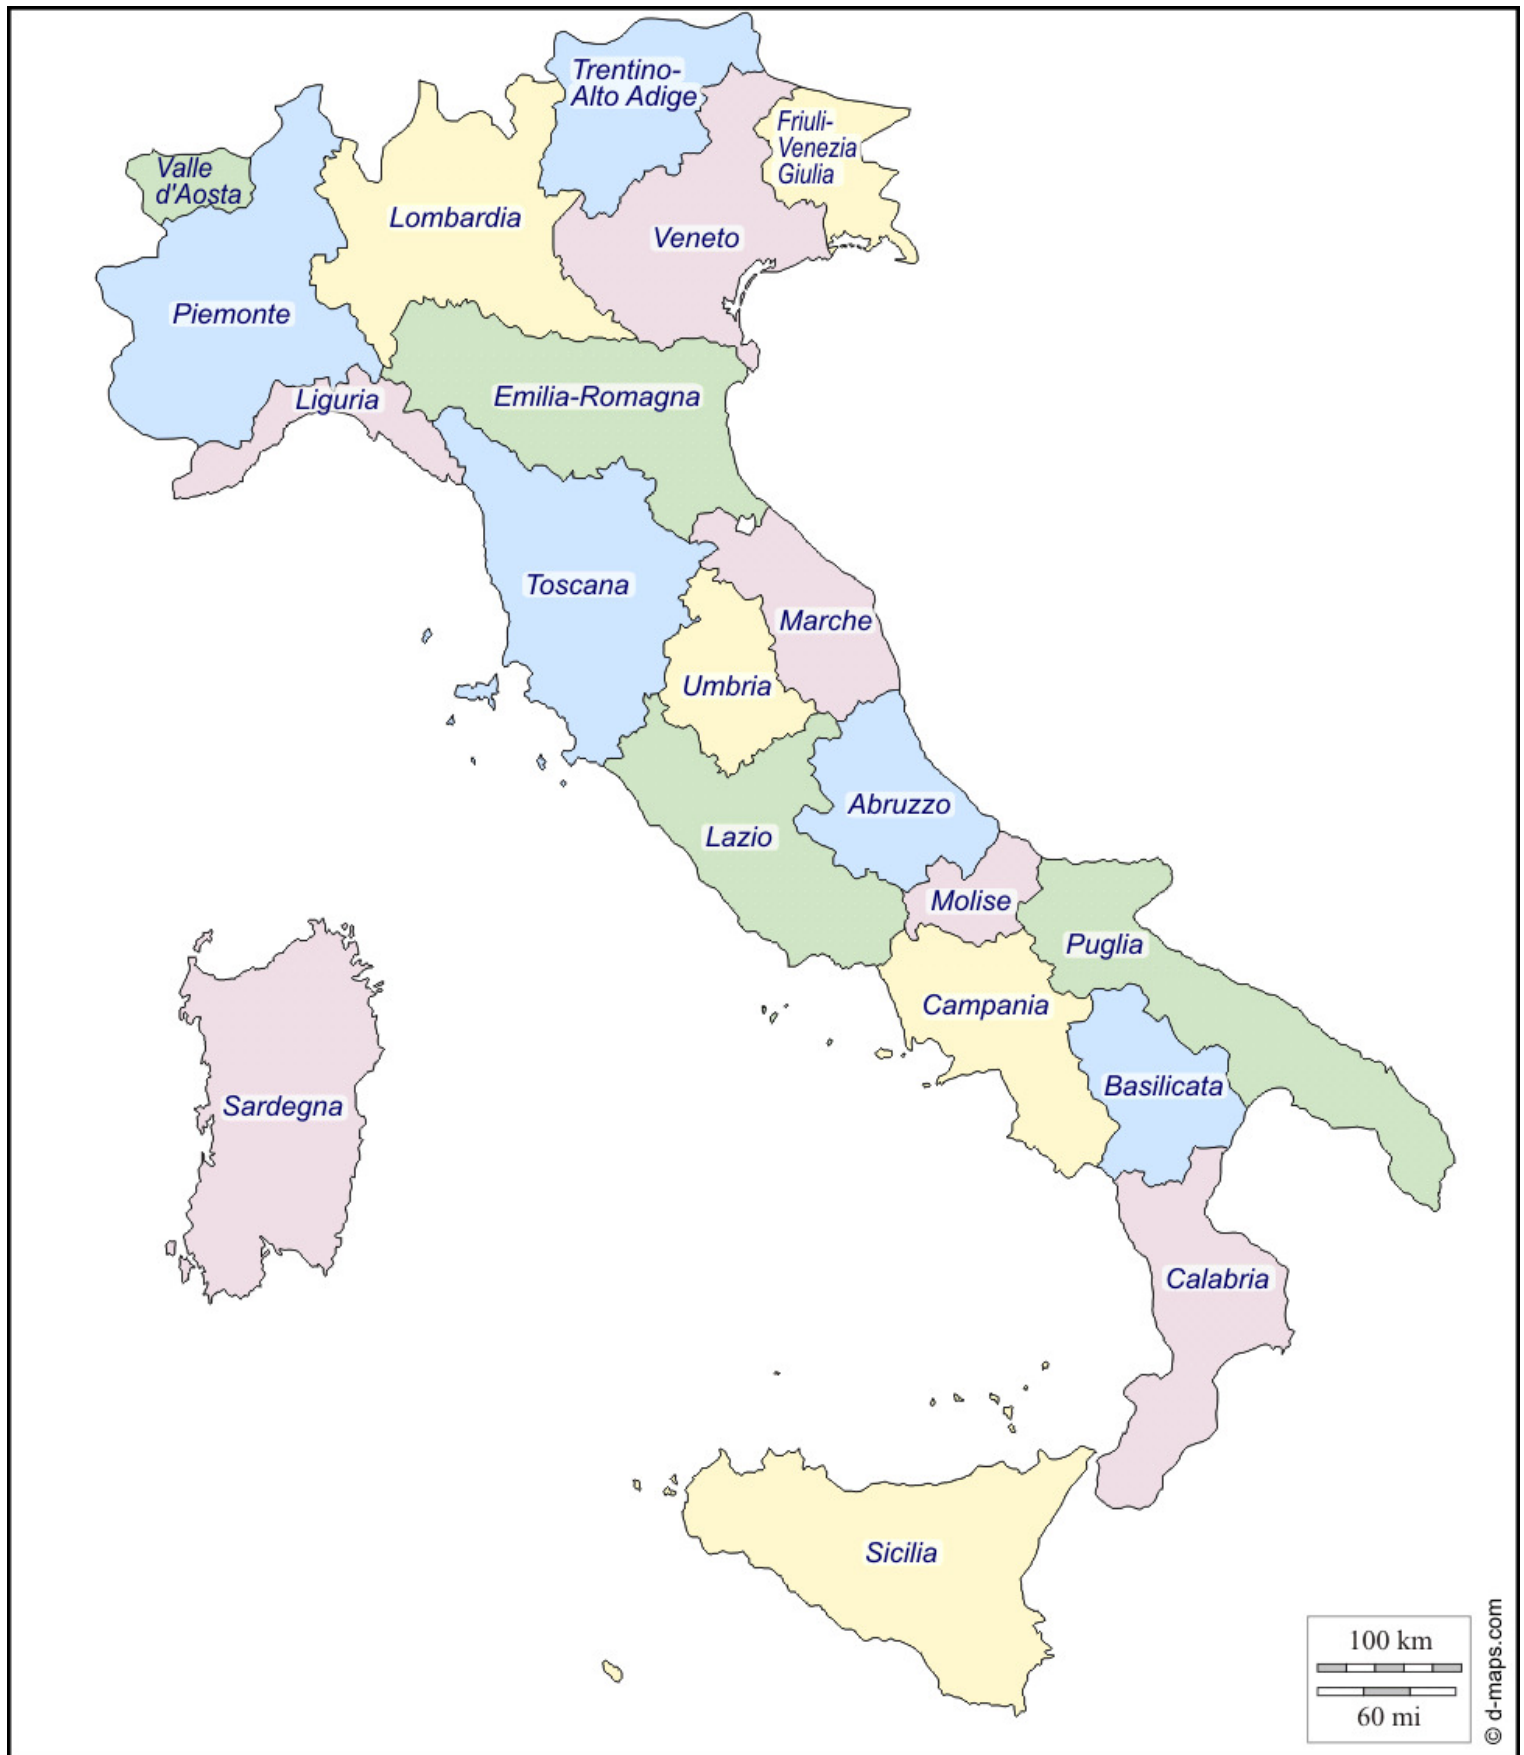 Trentino-
Alto Adige
Friuli-
Venezia
Giulia
Valle
d'Aosta
Lombardia
Veneto
Piemonte
Liguria
Emilia-Romagna
Toscana
Marche
Umbria
Abruzzo
Lazio
Molise
Puglia
Campania
Basilicata
Sardegna
Calabria
Sicilia
100 km
60 mi
© d-maps.com